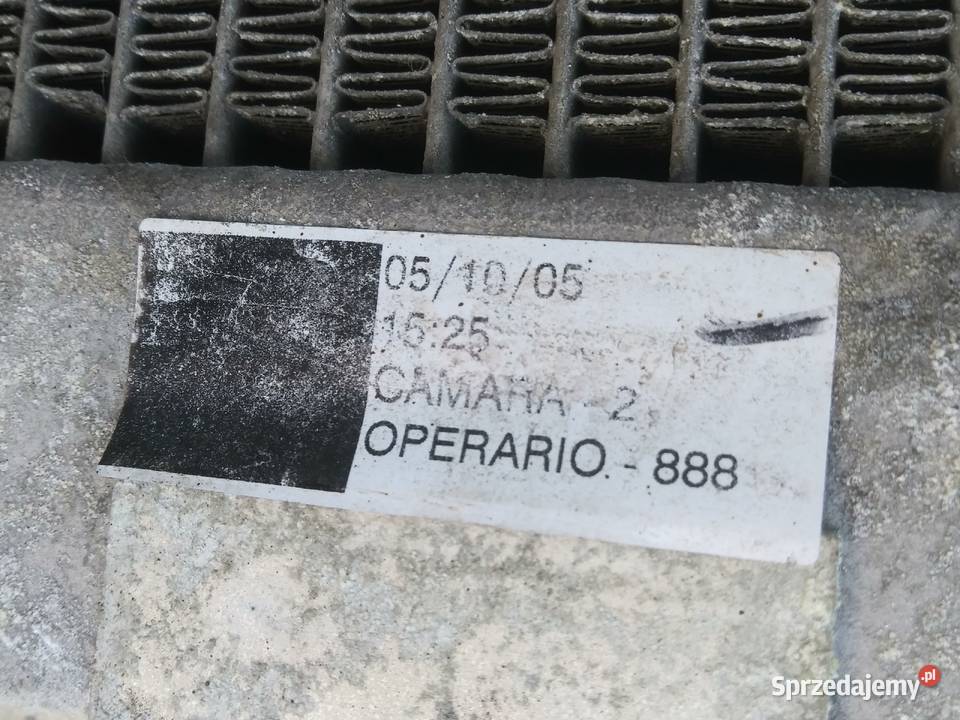 05/10/05
15:25
CAMARA - 2
OPERARIO. - 888
Sprzedajemy.pl